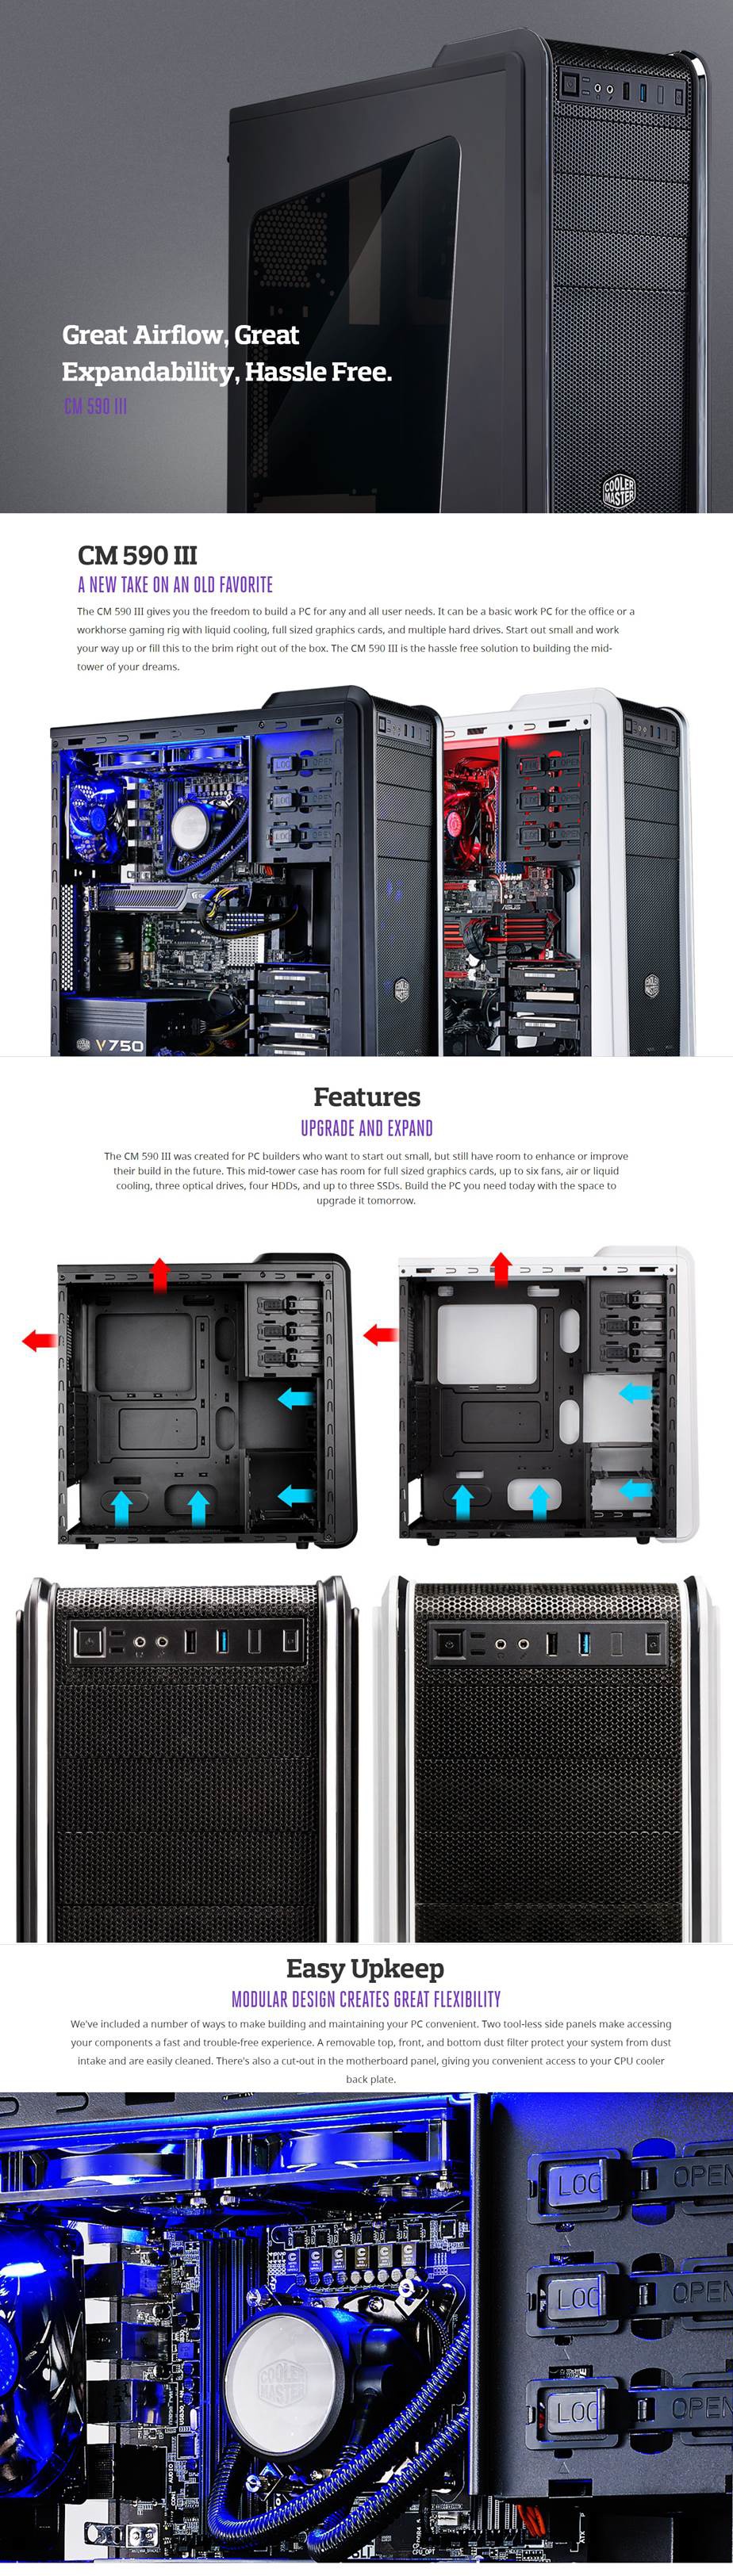 COOLER
MASTER
Great Airflow, Great
Expandability, Hassle Free.
CM 590 III
CM 590 III
A NEW TAKE ON AN OLD FAVORITE
The CM 590 III gives you the freedom to build a PC for any and all user needs. It can be a basic work PC for the office or a
workhorse gaming rig with liquid cooling, full sized graphics cards, and multiple hard drives. Start out small and work
your way up or fill this to the brim right out of the box. The CM 590 III is the hassle free solution to building the mid-
tower of your dreams.
V750
Features
UPGRADE AND EXPAND
The CM 590 III was created for PC builders who want to start out small, but still have room to enhance or improve
their build in the future. This mid-tower case has room for full sized graphics cards, up to six fans, air or liquid
cooling, three optical drives, four HDDs, and up to three SSDs. Build the PC you need today with the space to
upgrade it tomorrow.
Easy Upkeep
MODULAR DESIGN CREATES GREAT FLEXIBILITY
We've included a number of ways to make building and maintaining your PC convenient. Two tool-less side panels make accessing
your components a fast and trouble-free experience. A removable top, front, and bottom dust filter protect your system from dust
intake and are easily cleaned. There's also a cut-out in the motherboard panel, giving you convenient access to your CPU cooler
back plate.
LOC OPEN
LOC OPEN
COOLER
MASTER
LOC OPEN